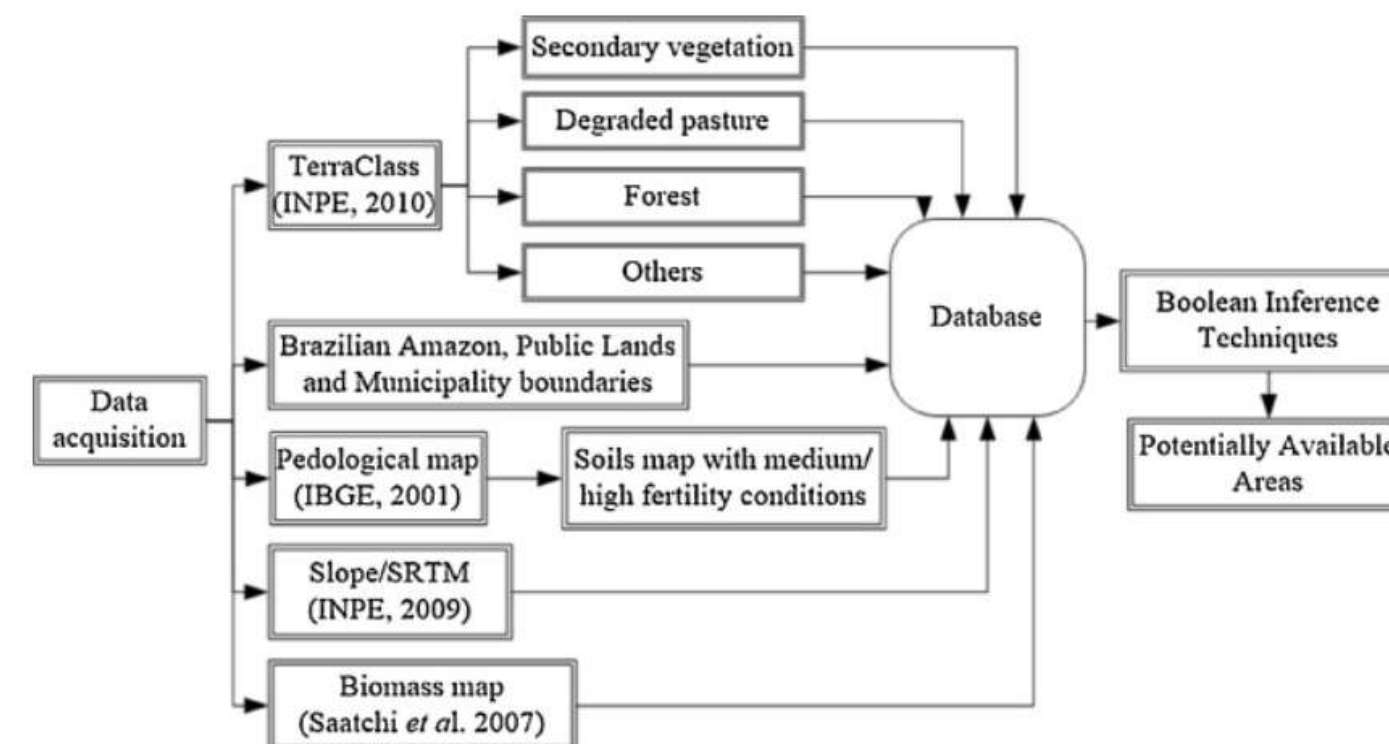 Secondary vegetation
Degraded pasture
TerraClass
(INPE, 2010)
Forest
Others
Database
Boolean Inference
Techniques
Brazilian Amazon, Public Lands
and Municipality boundaries
Data
acquisition
Pedological map
(IBGE, 2001)
Soils map with medium/
high fertility conditions
Potentially Available
Areas
Slope/SRTM
(INPE, 2009)
Biomass map
(Saatchi et al. 2007)